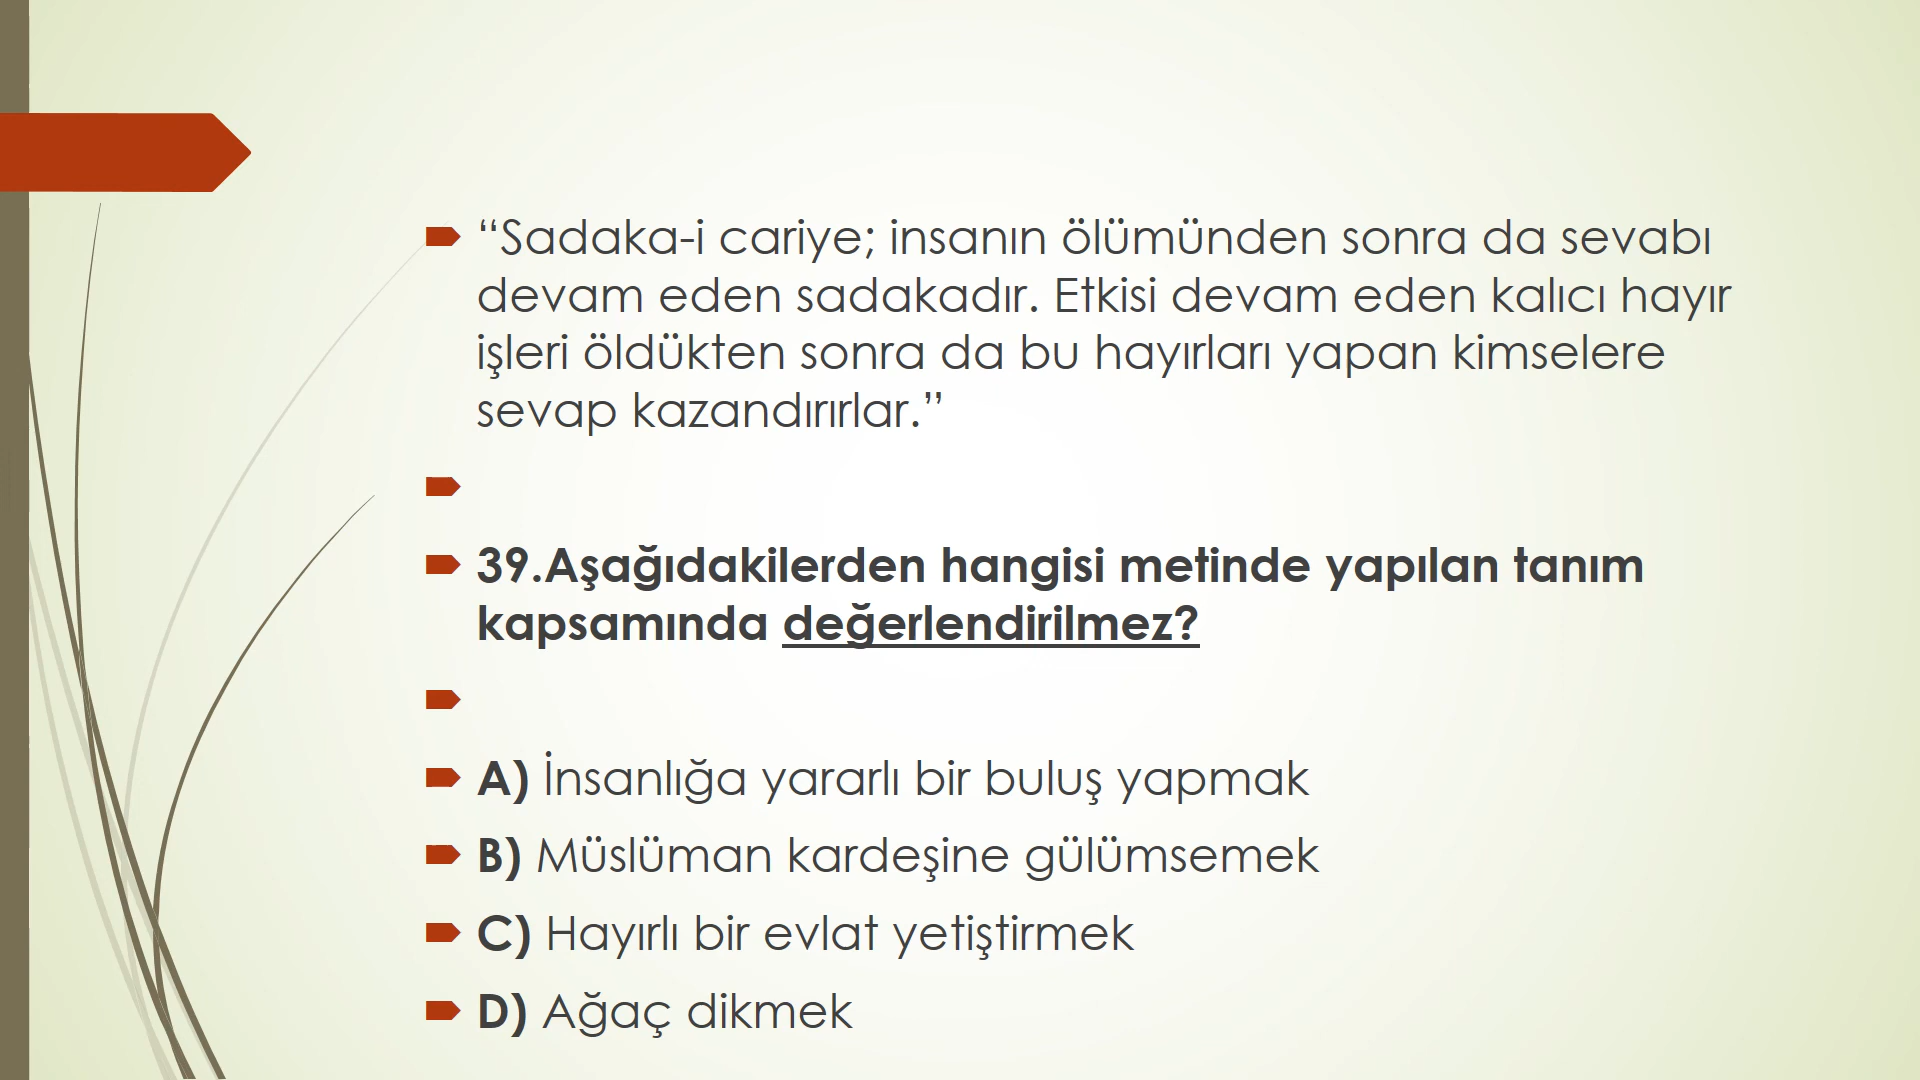 “Sadaka-i cariye; insanın ölümünden sonra da sevabı
devam eden sadakadır. Etkisi devam eden kalıcı hayır
işleri öldükten sonra da bu hayırları yapan kimselere
sevap kazandırırlar.”
39.Aşağıdakilerden hangisi metinde yapılan tanım
kapsamında değerlendirilmez?
A) İnsanlığa yararlı bir buluş yapmak
B) Müslüman kardeşine gülümsemek
C) Hayırlı bir evlat yetiştirmek
D) Ağaç dikmek